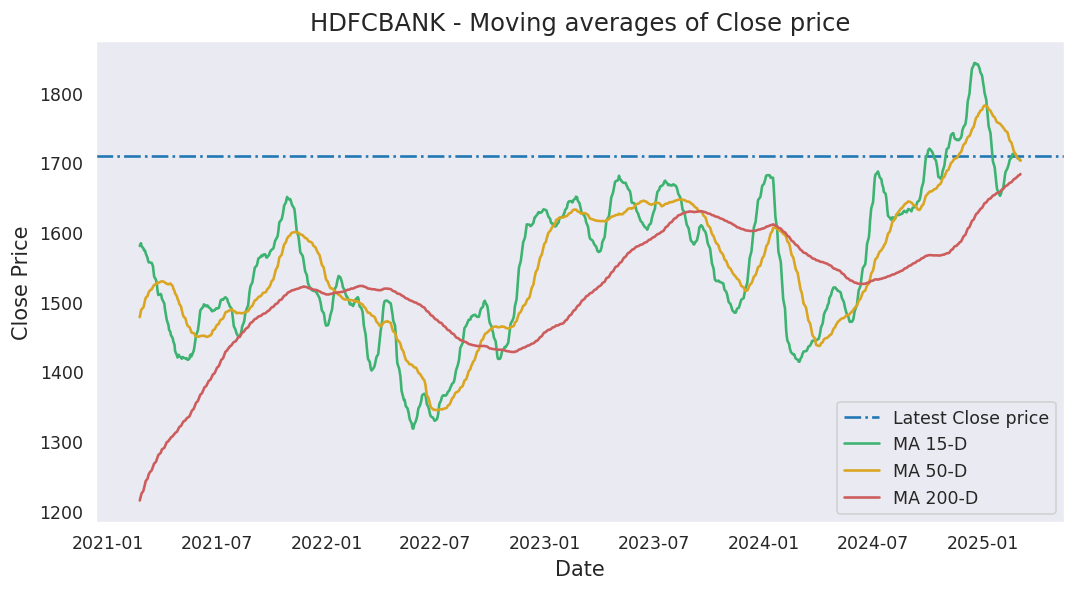 HDFCBANK - Moving averages of Close price
Close Price
1800
1700
1600
1500
1400
1300
1200
Latest Close price
MA 15-D
MA 50-D
MA 200-D
2021-01 2021-07 2022-01 2022-07 2023-01 2023-07 2024-01 2024-07 2025-01
Date